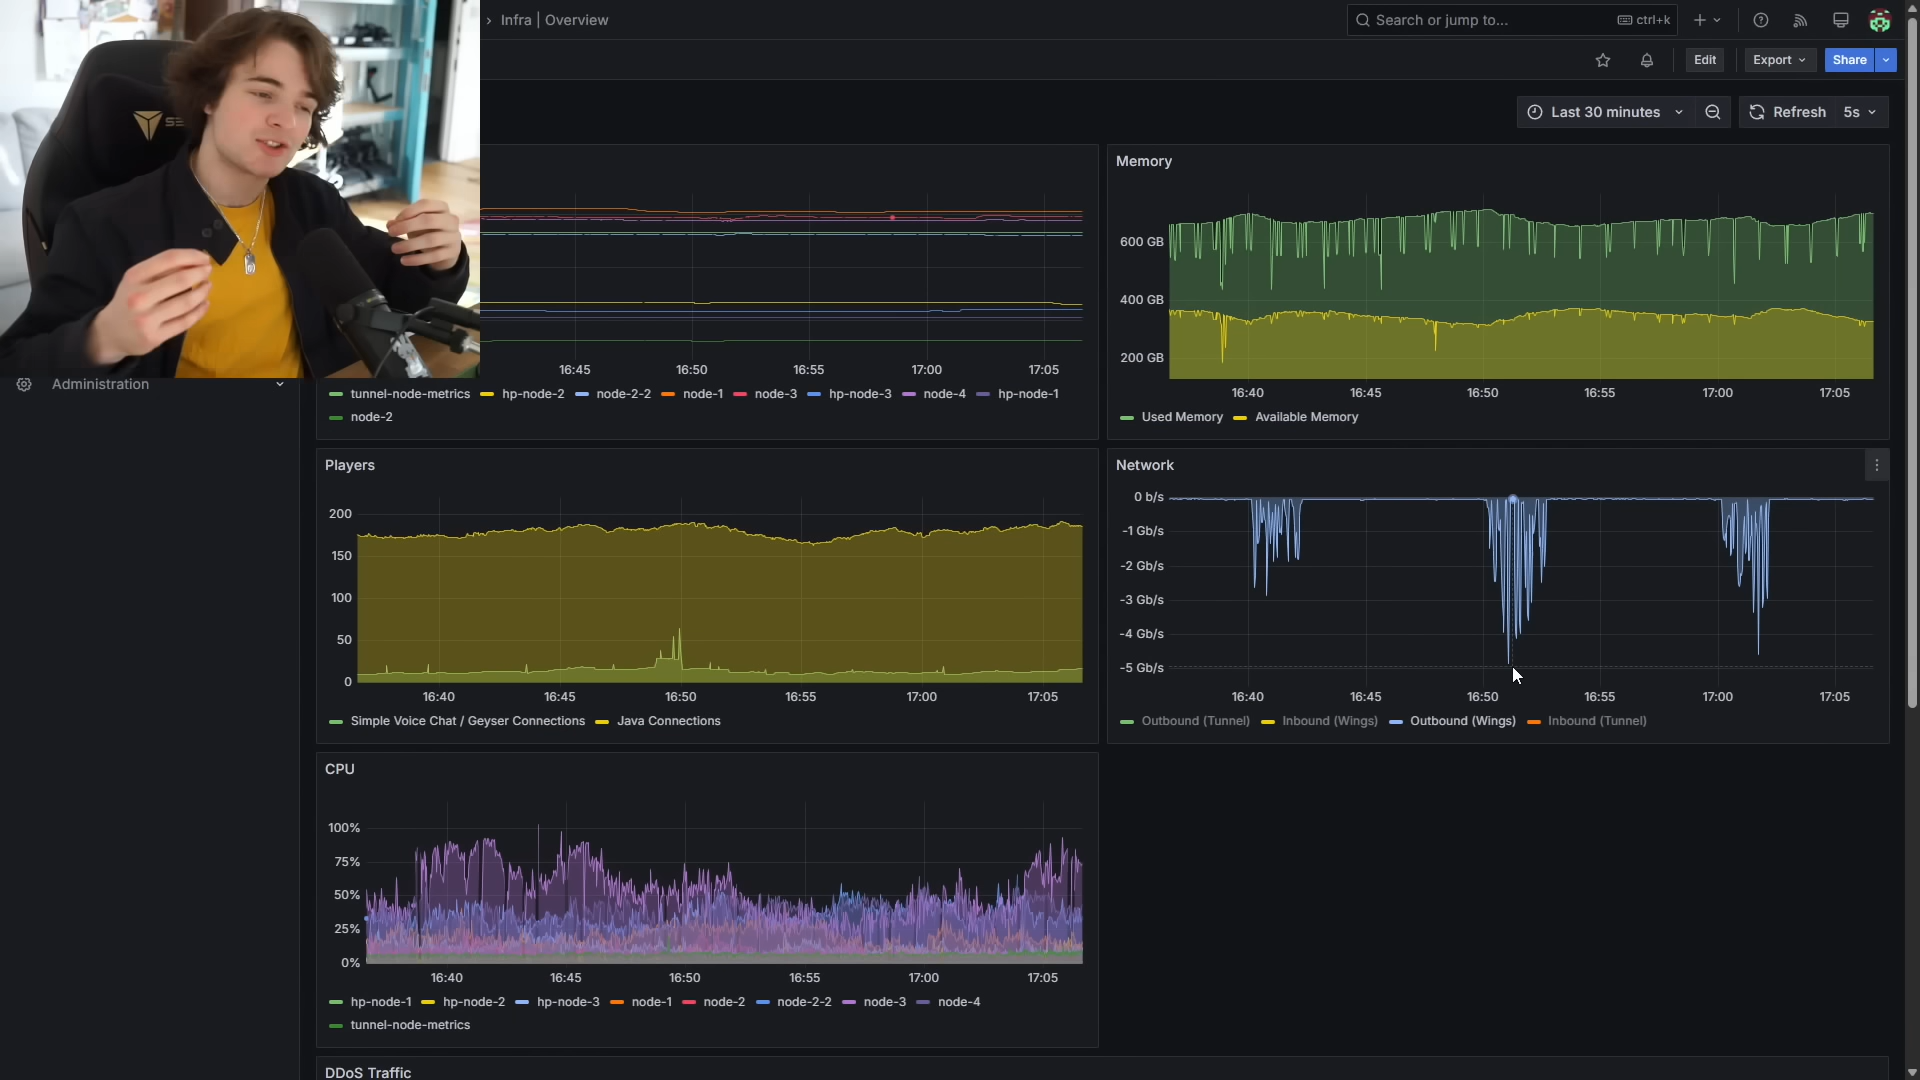 › Infra | Overview
Search or jump to...
ctrl+k
Edit
Export
Share
Last 30 minutes
Refresh
5s
Administration
16:45 16:50 16:55 17:00 17:05
tunnel-node-metrics hp-node-2 node-2-2 node-1 node-3 hp-node-3 node-4 hp-node-1
node-2
Memory
600 GB
400 GB
200 GB
16:40 16:45 16:50 16:55 17:00 17:05
Used Memory Available Memory
Players
200
150
100
50
0
16:40 16:45 16:50 16:55 17:00 17:05
Simple Voice Chat / Geyser Connections Java Connections
Network
0 b/s
-1 Gb/s
-2 Gb/s
-3 Gb/s
-4 Gb/s
-5 Gb/s
16:40 16:45 16:50 16:55 17:00 17:05
Outbound (Tunnel) Inbound (Wings) Outbound (Wings) Inbound (Tunnel)
CPU
100%
75%
50%
25%
0%
16:40 16:45 16:50 16:55 17:00 17:05
hp-node-1 hp-node-2 hp-node-3 node-1 node-2 node-2-2 node-3 node-4
tunnel-node-metrics
DDoS Traffic